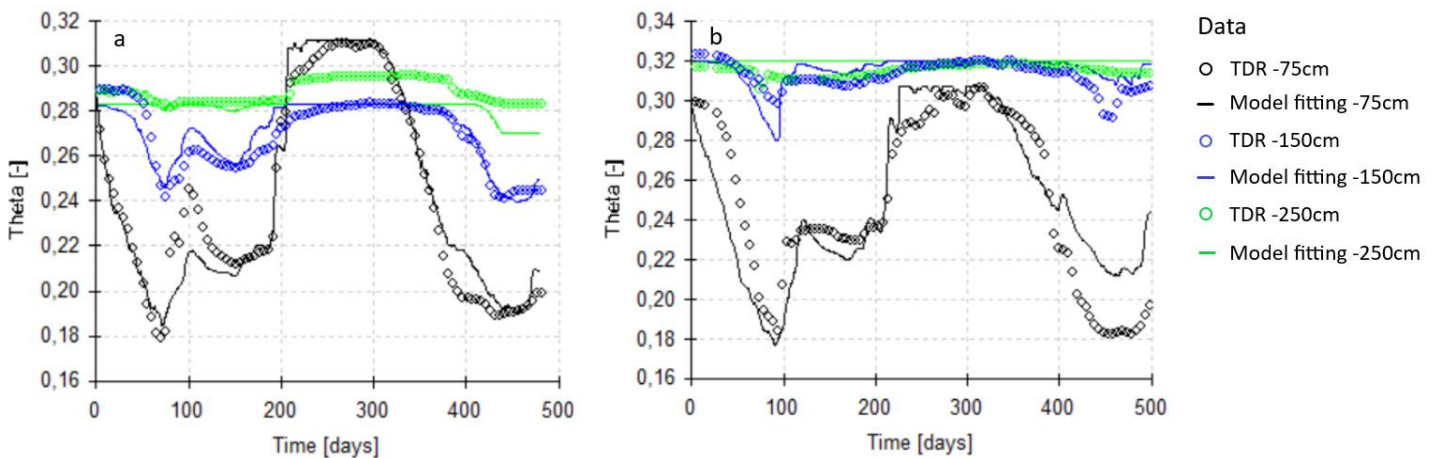 a
0,32
0,30
0,28
0,26
0,24
0,22
0,20
0,18
0,16
Theta [-]
0
100
200
300
400
500
Time [days]
b
0,34
0,32
0,30
0,28
0,26
0,24
0,22
0,20
0,18
0,16
Theta [-]
0
100
200
300
400
500
Time [days]
Data
TDR -75cm
Model fitting -75cm
TDR -150cm
Model fitting -150cm
TDR -250cm
Model fitting -250cm